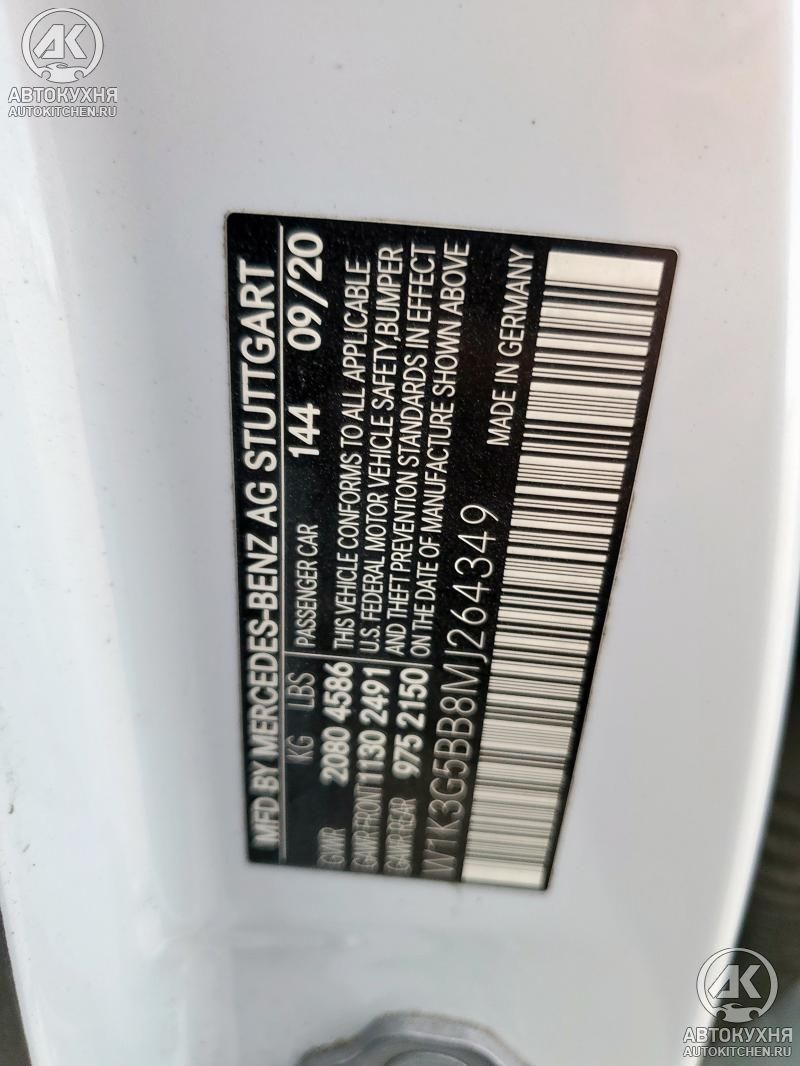 АК
АВТОКУХНЯ
AUTOKITCHEN.RU
MFD BY MERCEDES-BENZ AG STUTTGART
KG LBS PASSENGER CAR 144 09/20
GVWR 2080 4586 THIS VEHICLE CONFORMS TO ALL APPLICABLE
GAWR FRONT 1130 2491 U.S. FEDERAL MOTOR VEHICLE SAFETY, BUMPER
GAWR REAR 975 2150 AND THEFT PREVENTION STANDARDS IN EFFECT
ON THE DATE OF MANUFACTURE SHOWN ABOVE
W1K3G5BB8MJ264349 MADE IN GERMANY
АК
АВТОКУХНЯ
AUTOKITCHEN.RU